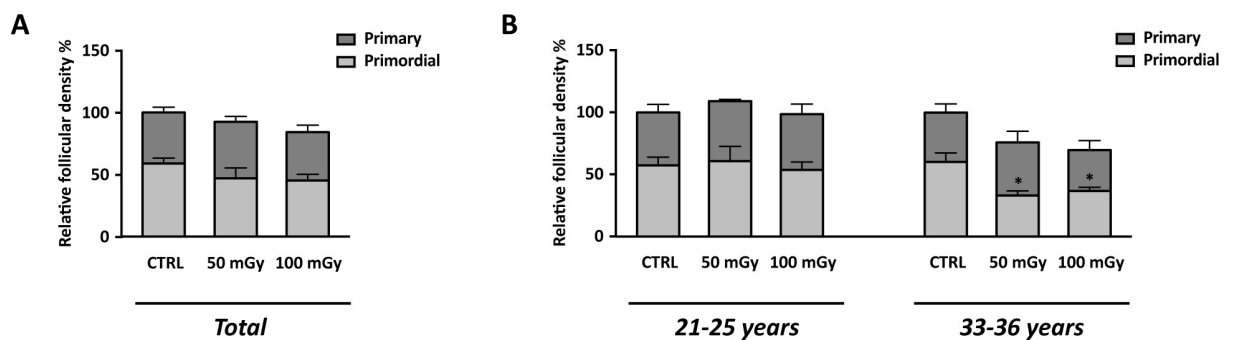 A
Relative follicular density %
150
100
50
0
Primary
Primordial
CTRL 50 mGy 100 mGy
Total
B
Relative follicular density %
150
100
50
0
Primary
Primordial
* *
CTRL 50 mGy 100 mGy CTRL 50 mGy 100 mGy
21-25 years 33-36 years